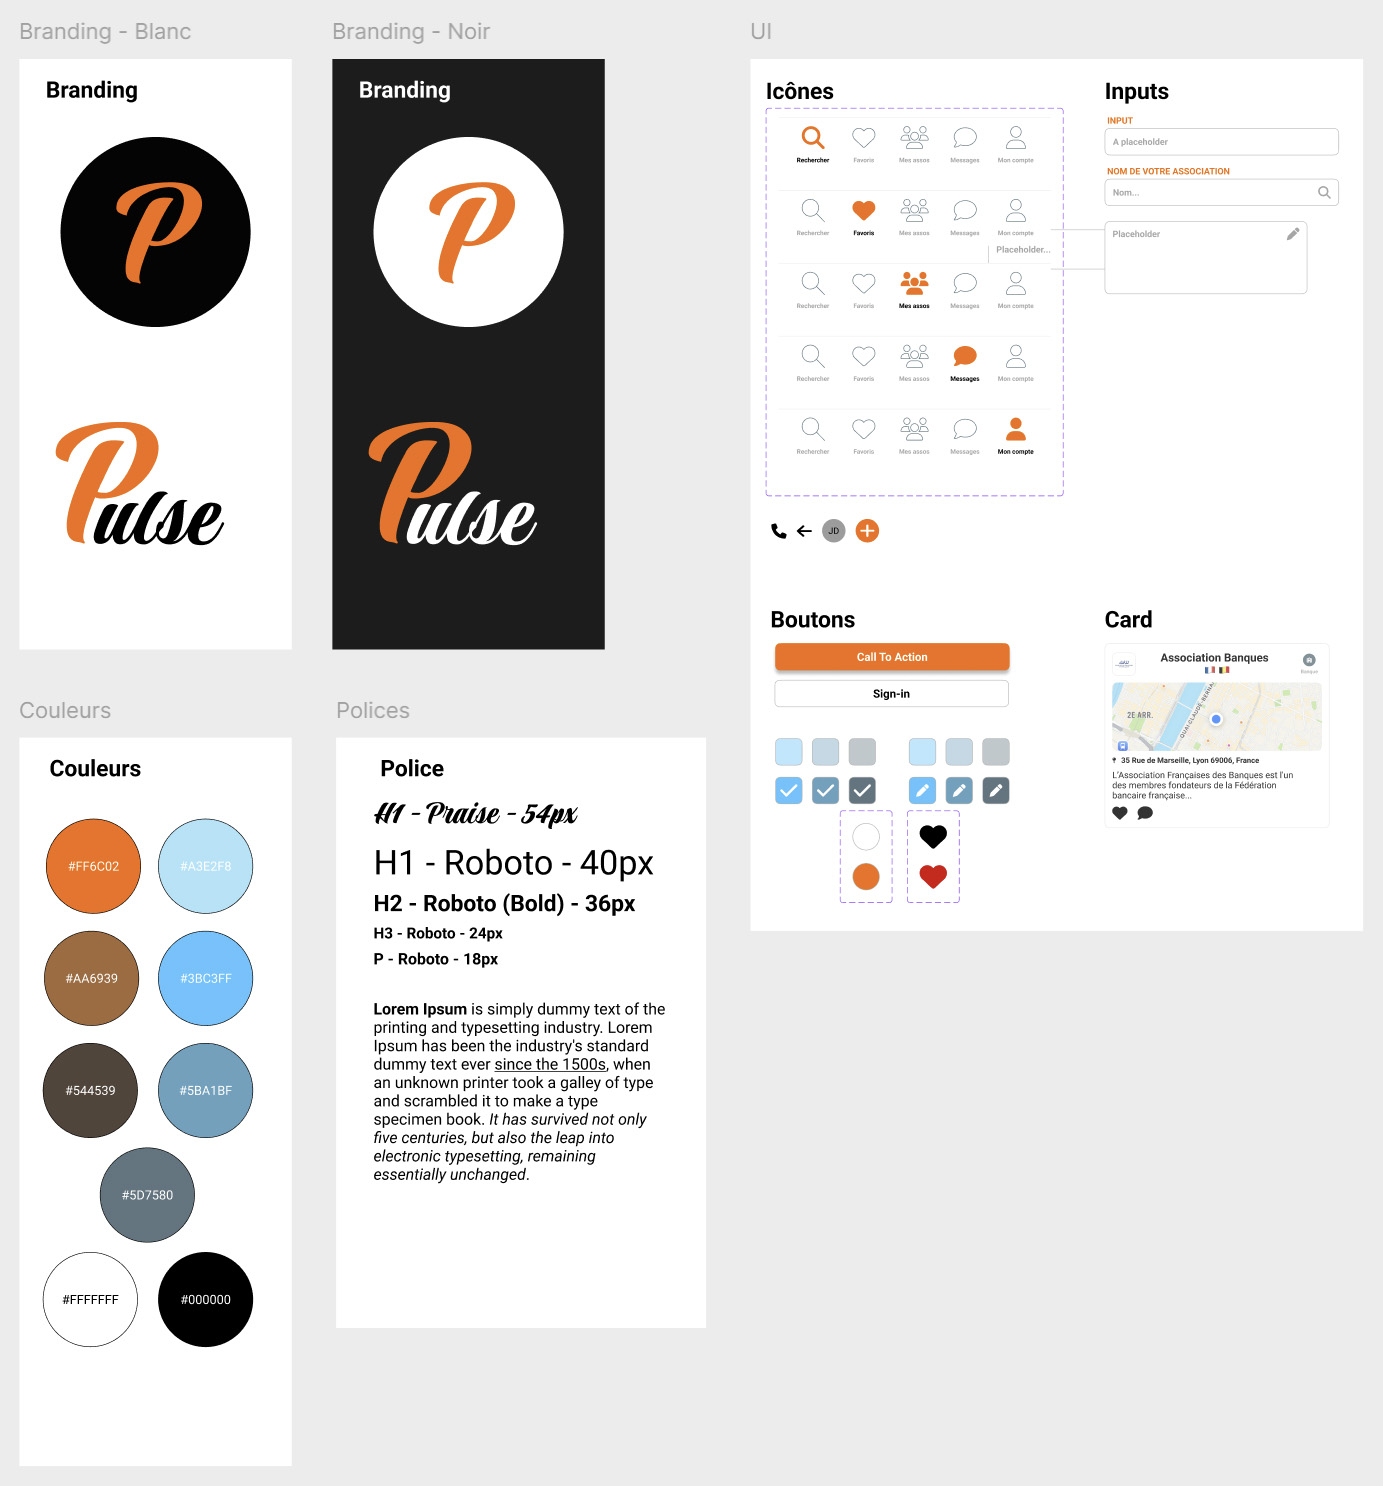 Branding - Blanc
Branding
P
Pulse
Branding - Noir
Branding
P
Pulse
UI
Icônes
Rechercher Favoris Mes assos Messages Mon compte
Rechercher Favoris Mes assos Messages Mon compte
Placeholder...
Rechercher Favoris Mes assos Messages Mon compte
Rechercher Favoris Mes assos Messages Mon compte
Rechercher Favoris Mes assos Messages Mon compte
JD
Inputs
INPUT
A placeholder
NOM DE VOTRE ASSOCIATION
Nom...
Placeholder
Boutons
Call To Action
Sign-in
Card
Association Banques
Banque
2E ARR.
QUAI CLAUDE-BERNA
35 Rue de Marseille, Lyon 69006, France
L'Association Françaises des Banques est l'un
des membres fondateurs de la Fédération
bancaire française...
Couleurs
Couleurs
#FF6C02 #A3E2F8
#AA6939 #3BC3FF
#544539 #5BA1BF
#5D7580
#FFFFFFF #000000
Polices
Police
H1 - Praise - 54px
H1 - Roboto - 40px
H2 - Roboto (Bold) - 36px
H3 - Roboto - 24px
P - Roboto - 18px
Lorem Ipsum is simply dummy text of the
printing and typesetting industry. Lorem
Ipsum has been the industry's standard
dummy text ever since the 1500s, when
an unknown printer took a galley of type
and scrambled it to make a type
specimen book. It has survived not only
five centuries, but also the leap into
electronic typesetting, remaining
essentially unchanged.